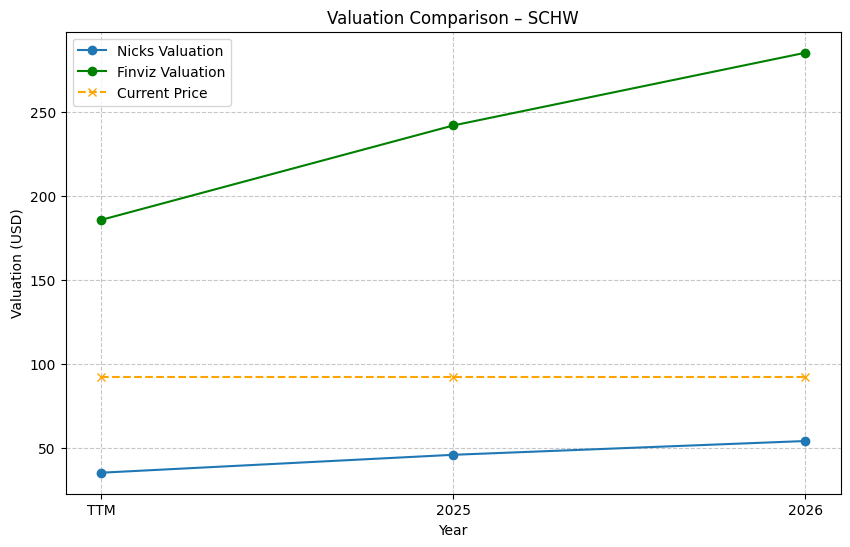 Valuation Comparison – SCHW
Nicks Valuation
Finviz Valuation
Current Price
Valuation (USD)
250
200
150
100
50
TTM
2025
2026
Year